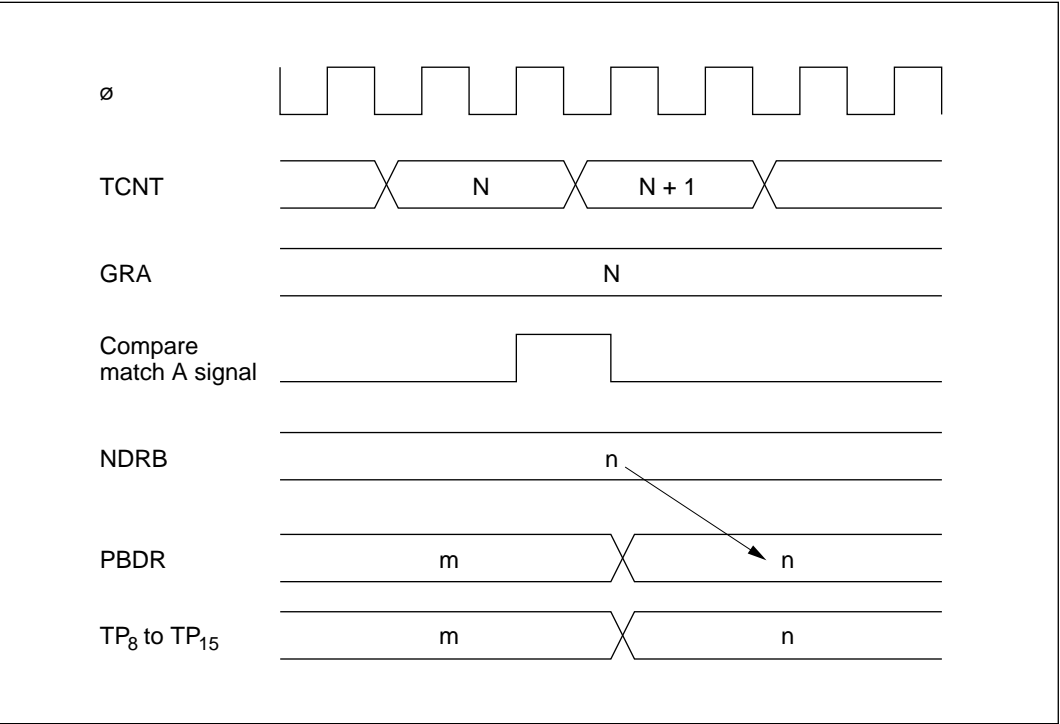 ø
TCNT N N + 1
GRA N
Compare
match A signal
NDRB n
PBDR m n
TP8 to TP15 m n